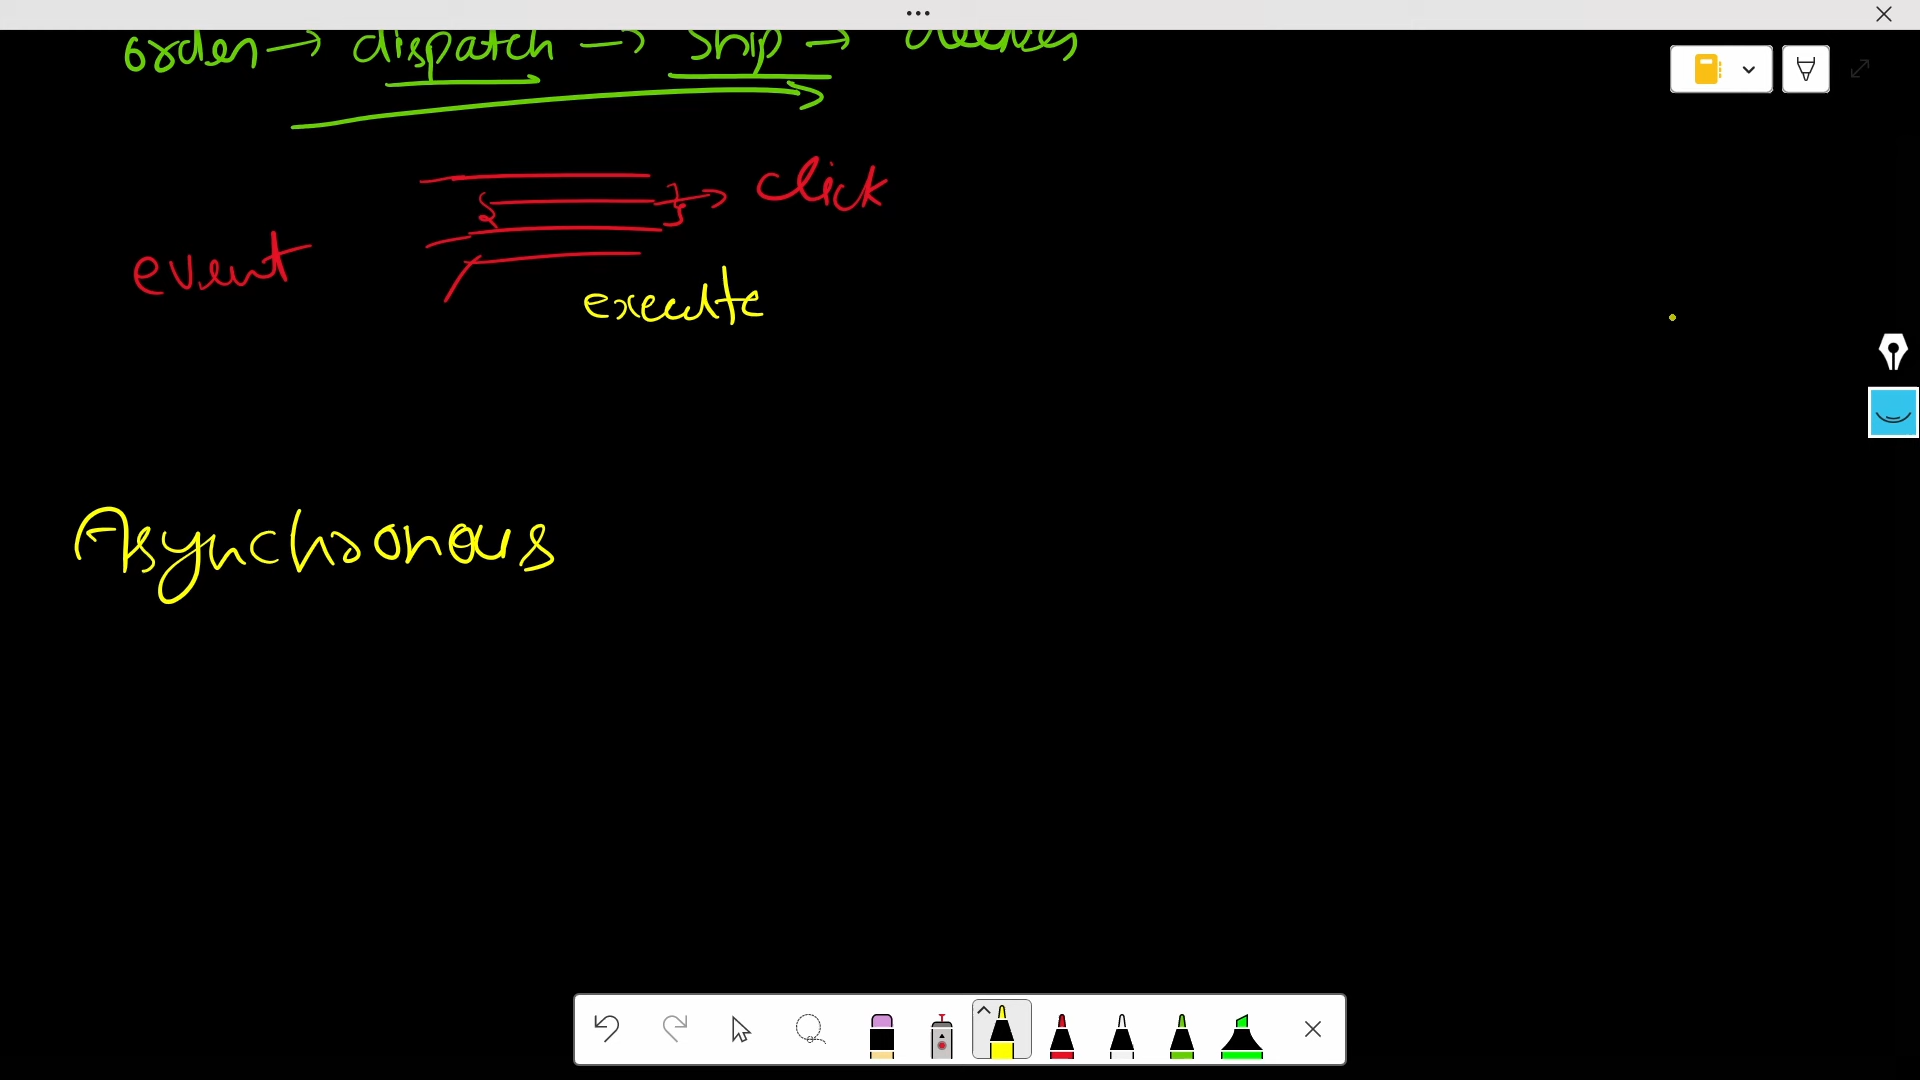 order → dispatch → ship →
click
event
execute
Asynchronous